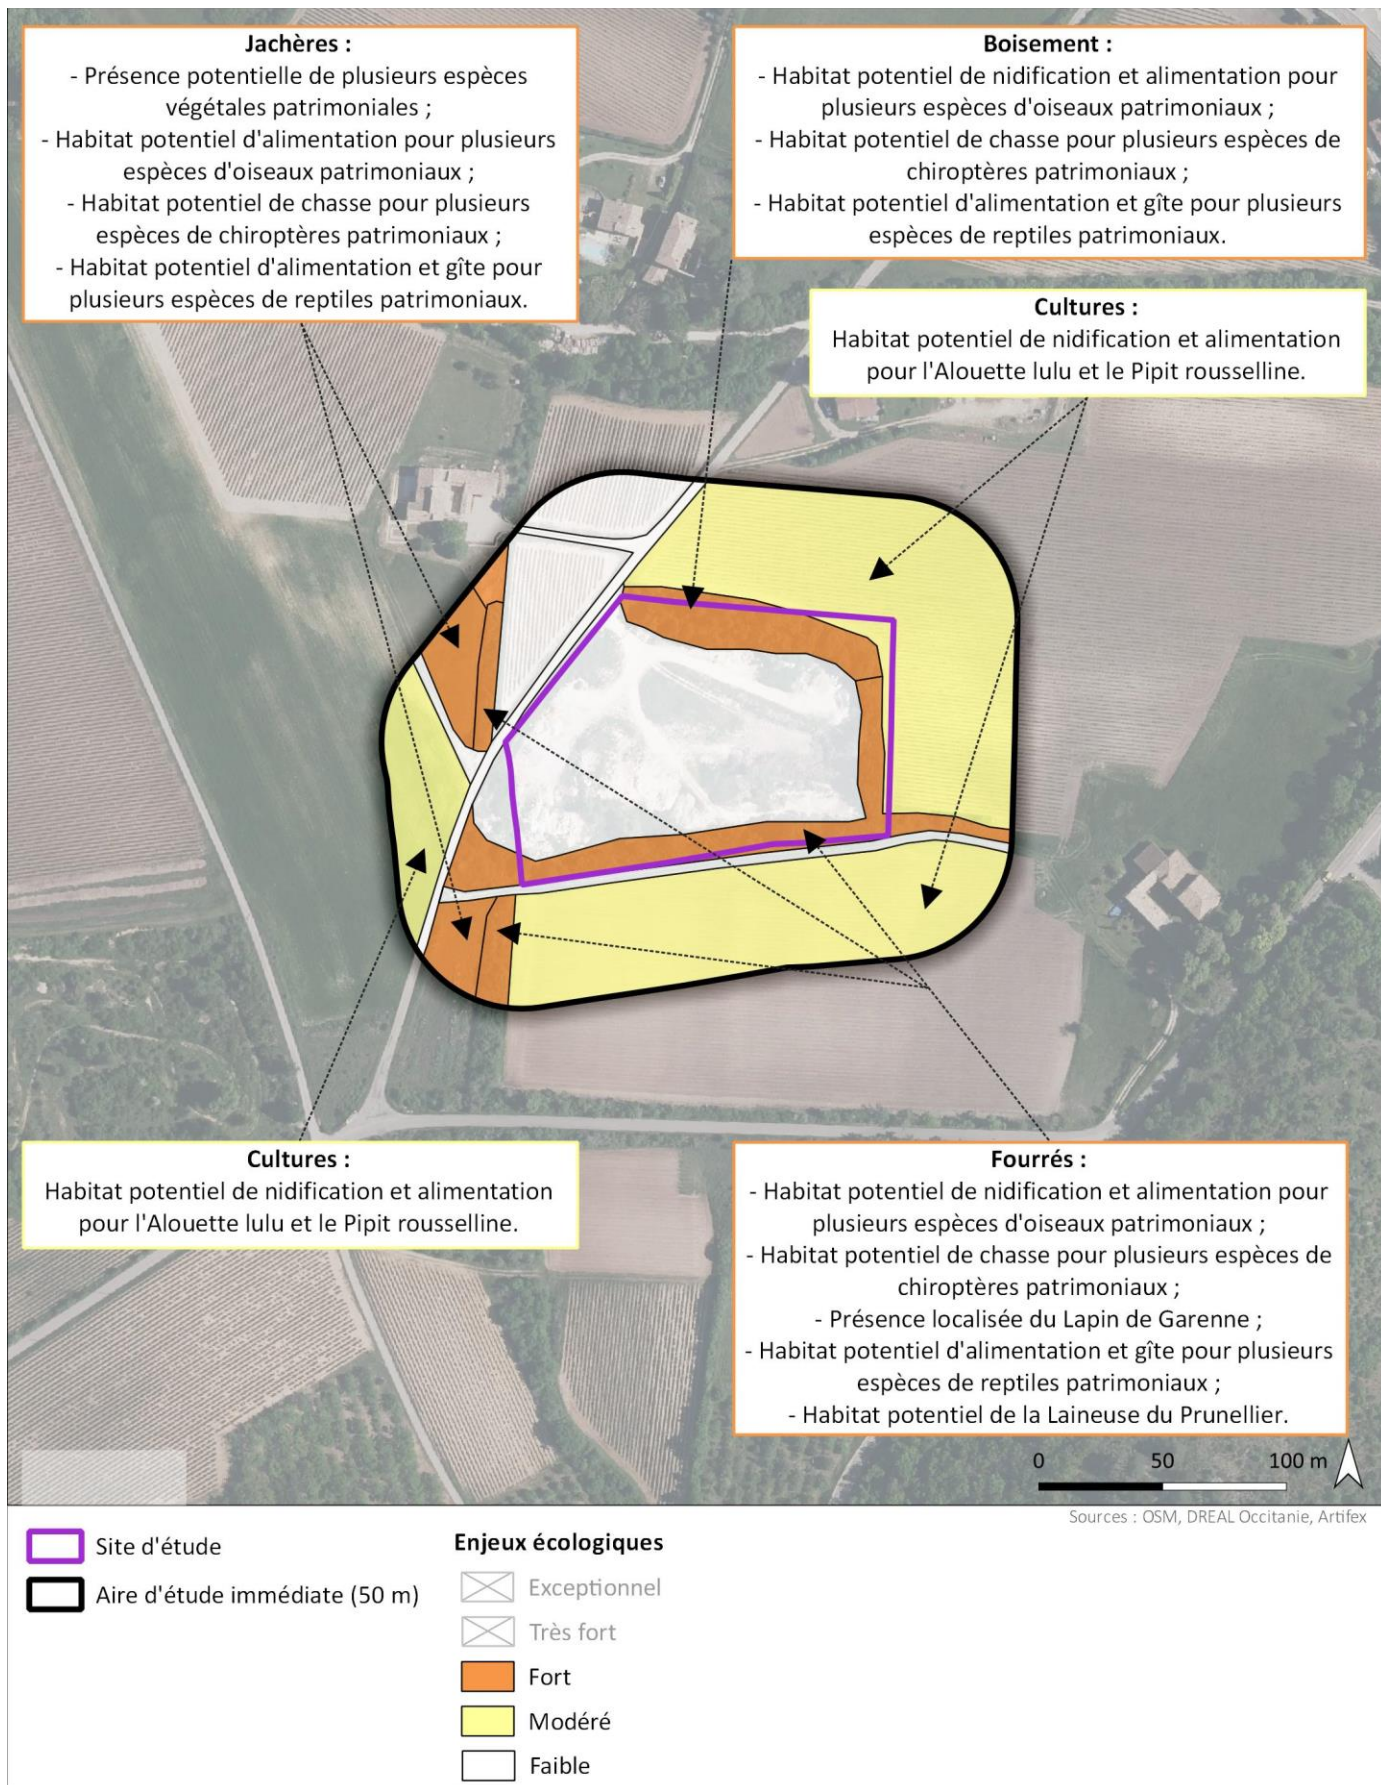 Jachères :
- Présence potentielle de plusieurs espèces
végétales patrimoniales ;
- Habitat potentiel d'alimentation pour plusieurs
espèces d'oiseaux patrimoniaux ;
- Habitat potentiel de chasse pour plusieurs
espèces de chiroptères patrimoniaux ;
- Habitat potentiel d'alimentation et gîte pour
plusieurs espèces de reptiles patrimoniaux.
Boisement :
- Habitat potentiel de nidification et alimentation pour
plusieurs espèces d'oiseaux patrimoniaux ;
- Habitat potentiel de chasse pour plusieurs espèces de
chiroptères patrimoniaux ;
- Habitat potentiel d'alimentation et gîte pour plusieurs
espèces de reptiles patrimoniaux.
Cultures :
Habitat potentiel de nidification et alimentation
pour l'Alouette lulu et le Pipit rousselline.
Cultures :
Habitat potentiel de nidification et alimentation
pour l'Alouette lulu et le Pipit rousselline.
Fourrés :
- Habitat potentiel de nidification et alimentation pour
plusieurs espèces d'oiseaux patrimoniaux ;
- Habitat potentiel de chasse pour plusieurs espèces de
chiroptères patrimoniaux ;
- Présence localisée du Lapin de Garenne ;
- Habitat potentiel d'alimentation et gîte pour plusieurs
espèces de reptiles patrimoniaux ;
- Habitat potentiel de la Laineuse du Prunellier.
0 50 100 m
Sources : OSM, DREAL Occitanie, Artifex
Site d'étude
Aire d'étude immédiate (50 m)
Enjeux écologiques
Exceptionnel
Très fort
Fort
Modéré
Faible